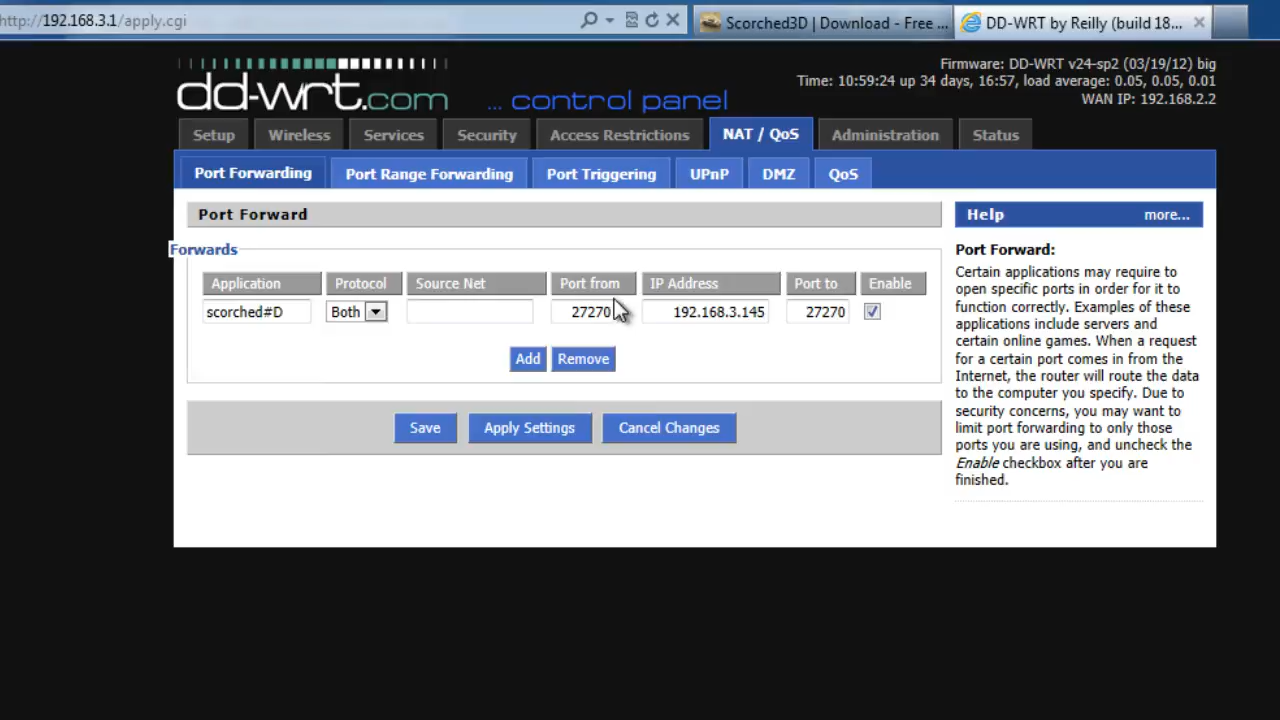 http://192.168.3.1/apply.cgi
Scorched3D | Download - Free ...
DD-WRT by Reilly (build 18...
dd-wrt.com ... control panel
Firmware: DD-WRT v24-sp2 (03/19/12) big
Time: 10:59:24 up 34 days, 16:57, load average: 0.05, 0.05, 0.01
WAN IP: 192.168.2.2
Setup Wireless Services Security Access Restrictions NAT / QoS Administration Status
Port Forwarding Port Range Forwarding Port Triggering UPnP DMZ QoS
Port Forward
Forwards
Application Protocol Source Net Port from IP Address Port to Enable
scorched#D Both 27270 192.168.3.145 27270
Add Remove
Save Apply Settings Cancel Changes
Help more...
Port Forward:
Certain applications may require to
open specific ports in order for it to
function correctly. Examples of these
applications include servers and
certain online games. When a request
for a certain port comes in from the
Internet, the router will route the data
to the computer you specify. Due to
security concerns, you may want to
limit port forwarding to only those
ports you are using, and uncheck the
Enable checkbox after you are
finished.